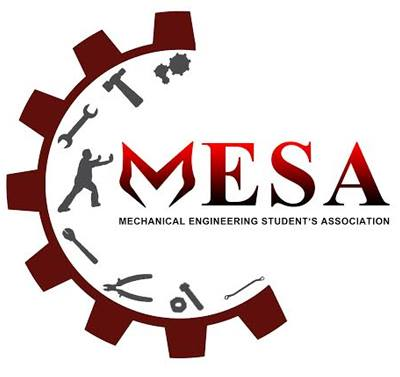 MESA
MECHANICAL ENGINEERING STUDENT'S ASSOCIATION